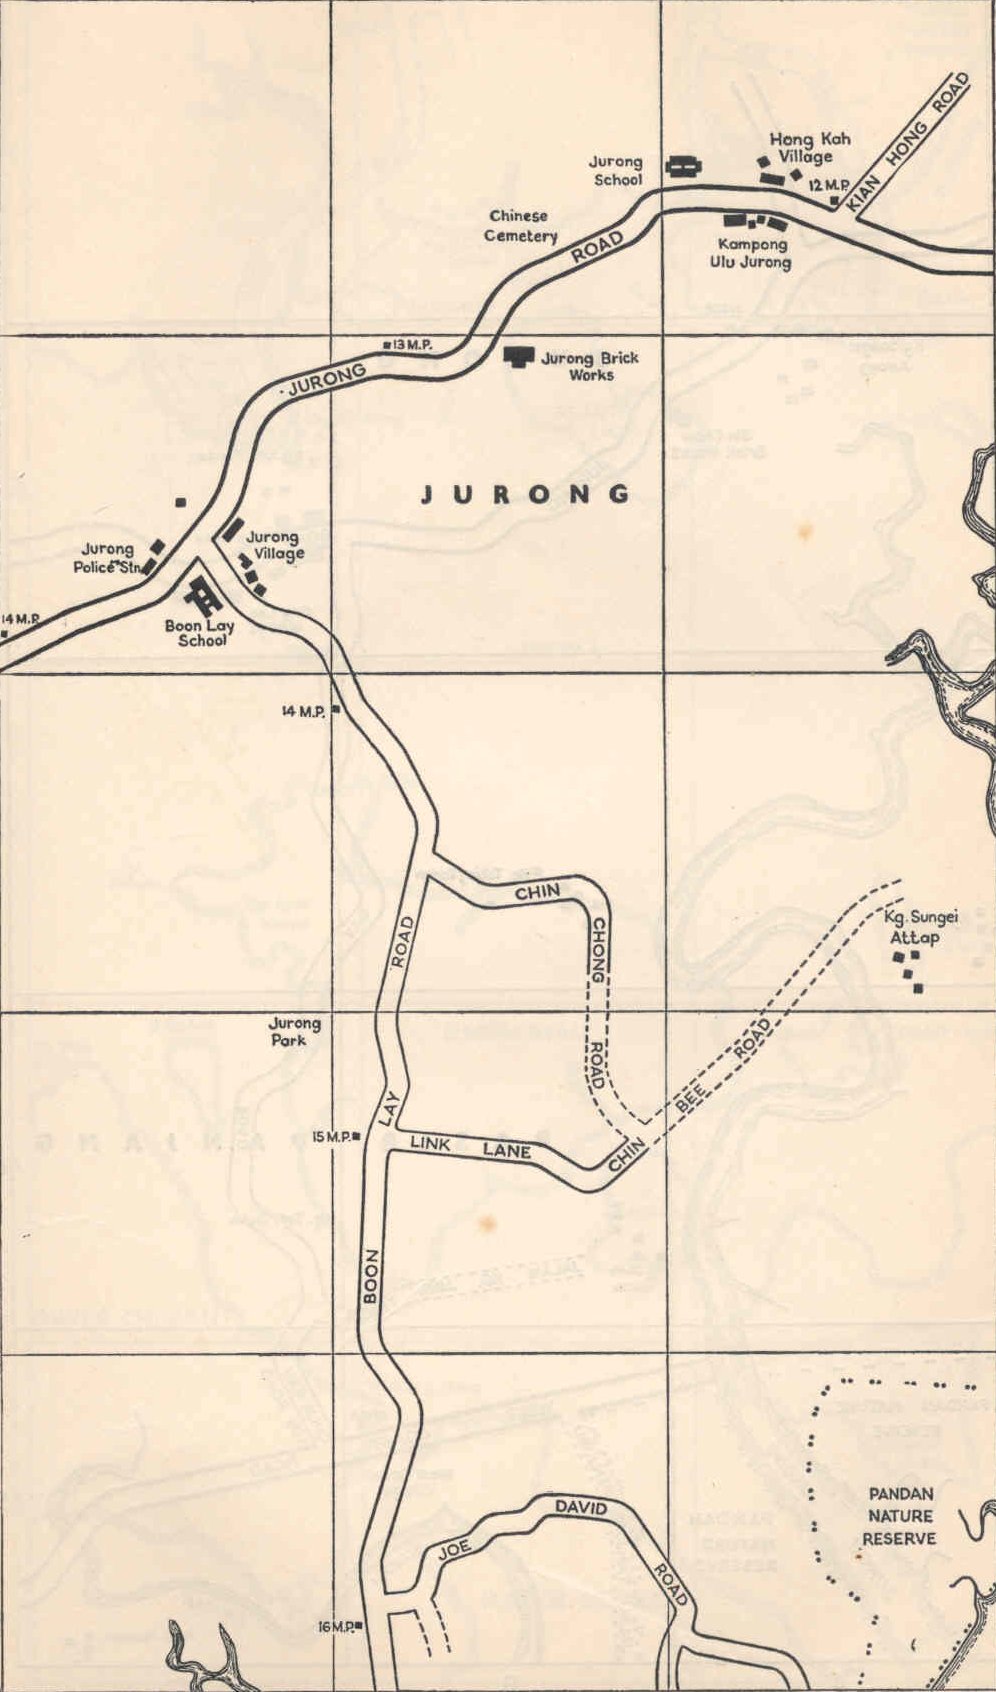 KIAN HONG ROAD
Hong Kah
Village
12 M.P.
Jurong
School
Chinese
Cemetery
ROAD
Kampong
Ulu Jurong
13 M.P.
JURONG
Jurong Brick
Works
JURONG
Jurong
Village
Jurong
Police Stn.
14 M.P.
Boon Lay
School
14 M.P.
CHIN
CHONG
ROAD
ROAD
Kg. Sungei
Attap
Jurong
Park
ROAD
BEE
LAY
15 M.P.
LINK LANE
CHIN
BOON
PANDAN
NATURE
RESERVE
DAVID
JOE
ROAD
16 M.P.